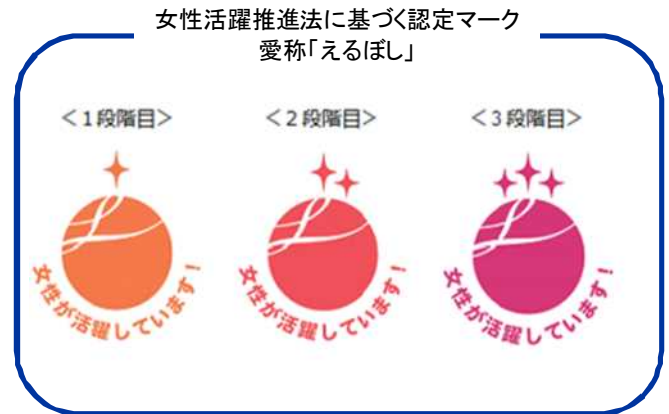 女性活躍推進法に基づく認定マーク
愛称｢えるぼし｣
＜１段階目＞
＜２段階目＞
＜３段階目＞
L
女性が活躍しています！
L
女性が活躍しています！
L
女性が活躍しています！